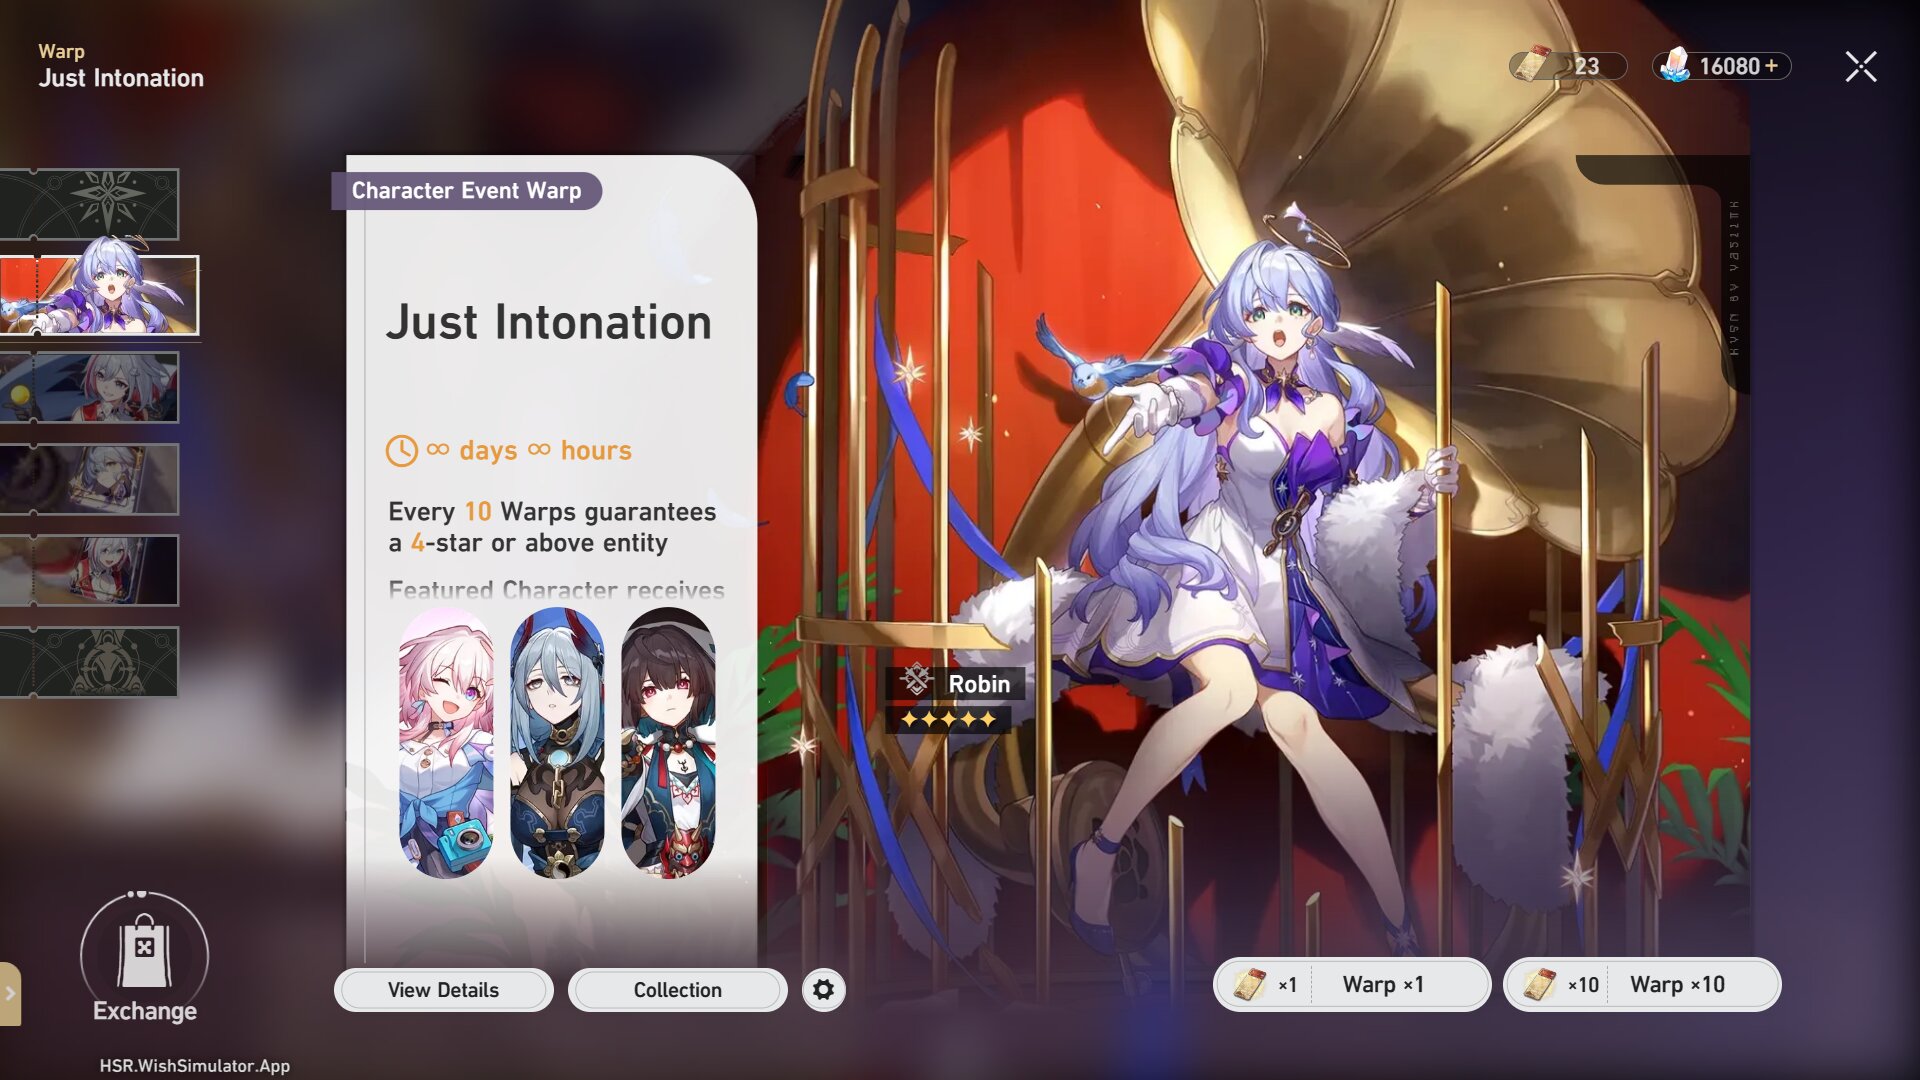 Warp
Just Intonation
23
16080 +
Character Event Warp
Just Intonation
∞ days ∞ hours
Every 10 Warps guarantees
a 4-star or above entity
Featured Character receives
Robin
Exchange
View Details
Collection
×1
Warp ×1
×10
Warp ×10
HSR.WishSimulator.App